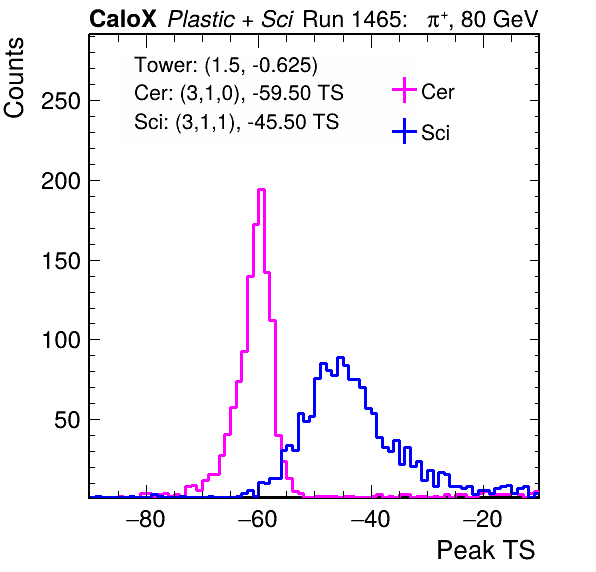 CaloX Plastic + Sci Run 1465: π⁺, 80 GeV
Tower: (1.5, -0.625)
Cer: (3,1,0), -59.50 TS
Sci: (3,1,1), -45.50 TS
Cer
Sci
Counts
250
200
150
100
50
−80 −60 −40 −20
Peak TS